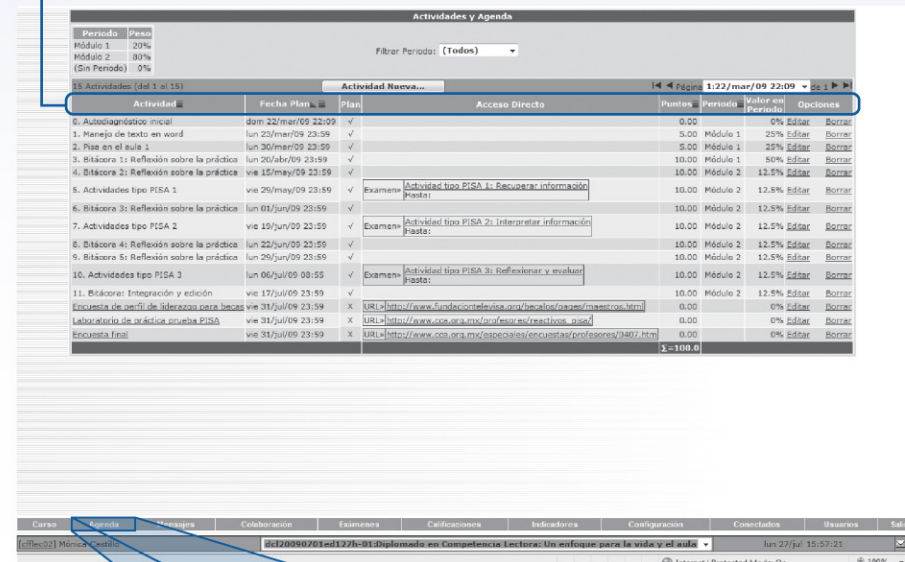 Actividades y Agenda
Periodo Peso
Módulo 1 20%
Módulo 2 80%
(Sin Periodo) 0%
Filtrar Periodo: (Todos)
15 Actividades (del 1 al 15) Actividad Nueva... Página 1:22/mar/09 22:09 de 1
Actividad Fecha Plan Plan Acceso Directo Puntos Periodo Valor en Periodo Opciones
0. Autodiagnóstico inicial dom 22/mar/09 22:09 √ 0.00 0% Editar Borrar
1. Manejo de texto en word lun 23/mar/09 23:59 √ 5.00 Módulo 1 25% Editar Borrar
2. Pisa en el aula 1 lun 30/mar/09 23:59 √ 5.00 Módulo 1 25% Editar Borrar
3. Bitácora 1: Reflexión sobre la práctica lun 20/abr/09 23:59 √ 10.00 Módulo 1 50% Editar Borrar
4. Bitácora 2: Reflexión sobre la práctica vie 15/may/09 23:59 √ 10.00 Módulo 2 12.5% Editar Borrar
5. Actividades tipo PISA 1 vie 29/may/09 23:59 √ Examen» Actividad tipo PISA 1: Recuperar información Hasta: 10.00 Módulo 2 12.5% Editar Borrar
6. Bitácora 3: Reflexión sobre la práctica lun 01/jun/09 23:59 √ 10.00 Módulo 2 12.5% Editar Borrar
7. Actividades tipo PISA 2 vie 19/jun/09 23:59 √ Examen» Actividad tipo PISA 2: Interpretar información Hasta: 10.00 Módulo 2 12.5% Editar Borrar
8. Bitácora 4: Reflexión sobre la práctica lun 22/jun/09 23:59 √ 10.00 Módulo 2 12.5% Editar Borrar
9. Bitácora 5: Reflexión sobre la práctica lun 29/jun/09 23:59 √ 10.00 Módulo 2 12.5% Editar Borrar
10. Actividades tipo PISA 3 lun 06/jul/09 08:55 √ Examen» Actividad tipo PISA 3: Reflexionar y evaluar Hasta: 10.00 Módulo 2 12.5% Editar Borrar
11. Bitácora: Integración y edición vie 17/jul/09 23:59 √ 10.00 Módulo 2 12.5% Editar Borrar
Encuesta de perfil de liderazgo para becas vie 31/jul/09 23:59 X URL» http://www.fundaciontelevisa.org/becalos/pages/maestros.html 0.00 0% Editar Borrar
Laboratorio de práctica prueba PISA vie 31/jul/09 23:59 X URL» http://www.cca.org.mx/profesores/reactivos_pisa/ 0.00 0% Editar Borrar
Encuesta final vie 31/jul/09 23:59 X URL» http://www.cca.org.mx/especiales/encuestas/profesores/0407.htm 0.00 0% Editar Borrar
Σ=100.0
Curso Agenda Mensajes Colaboración Exámenes Calificaciones Indicadores Configuración Conectados Usuarios Sali
[cfflec02] Mónica Castillo dcl20090701ed127h-01:Diplomado en Competencia Lectora: Un enfoque para la vida y el aula lun 27/jul 15:57:21
100%